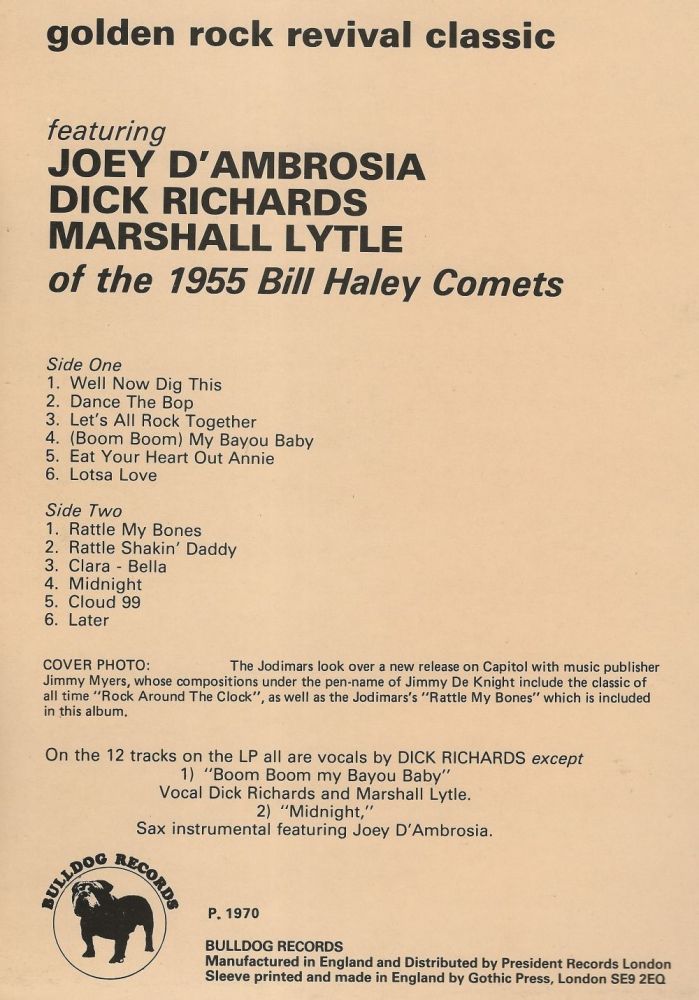 golden rock revival classic
featuring
JOEY D'AMBROSIA
DICK RICHARDS
MARSHALL LYTLE
of the 1955 Bill Haley Comets
Side One
1. Well Now Dig This
2. Dance The Bop
3. Let's All Rock Together
4. (Boom Boom) My Bayou Baby
5. Eat Your Heart Out Annie
6. Lotsa Love
Side Two
1. Rattle My Bones
2. Rattle Shakin' Daddy
3. Clara - Bella
4. Midnight
5. Cloud 99
6. Later
COVER PHOTO: The Jodimars look over a new release on Capitol with music publisher
Jimmy Myers, whose compositions under the pen-name of Jimmy De Knight include the classic of
all time "Rock Around The Clock", as well as the Jodimars's "Rattle My Bones" which is included
in this album.
On the 12 tracks on the LP all are vocals by DICK RICHARDS except
1) "Boom Boom my Bayou Baby"
Vocal Dick Richards and Marshall Lytle.
2) "Midnight,"
Sax instrumental featuring Joey D'Ambrosia.
BULLDOG RECORDS
P. 1970
BULLDOG RECORDS
Manufactured in England and Distributed by President Records London
Sleeve printed and made in England by Gothic Press, London SE9 2EQ